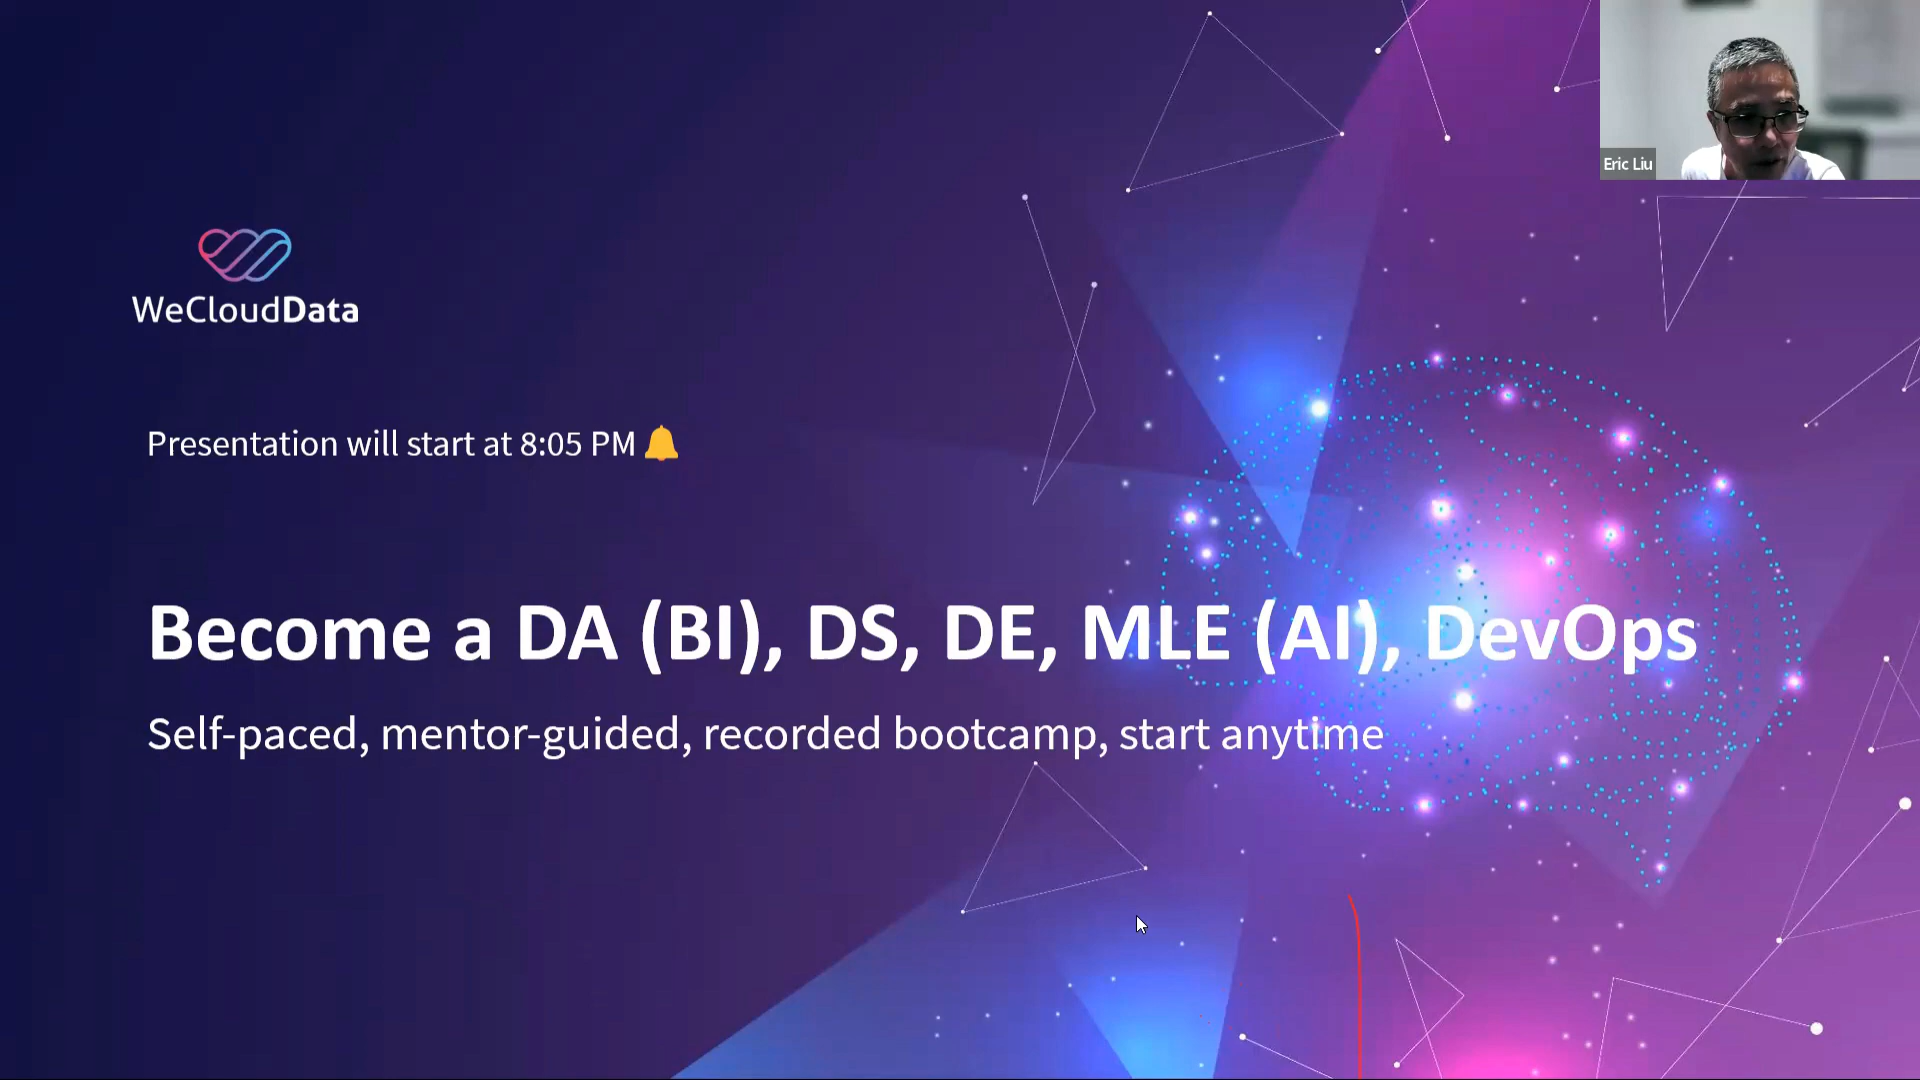 Eric Liu
WeCloudData
Presentation will start at 8:05 PM 🔔
Become a DA (BI), DS, DE, MLE (AI), DevOps
Self-paced, mentor-guided, recorded bootcamp, start anytime